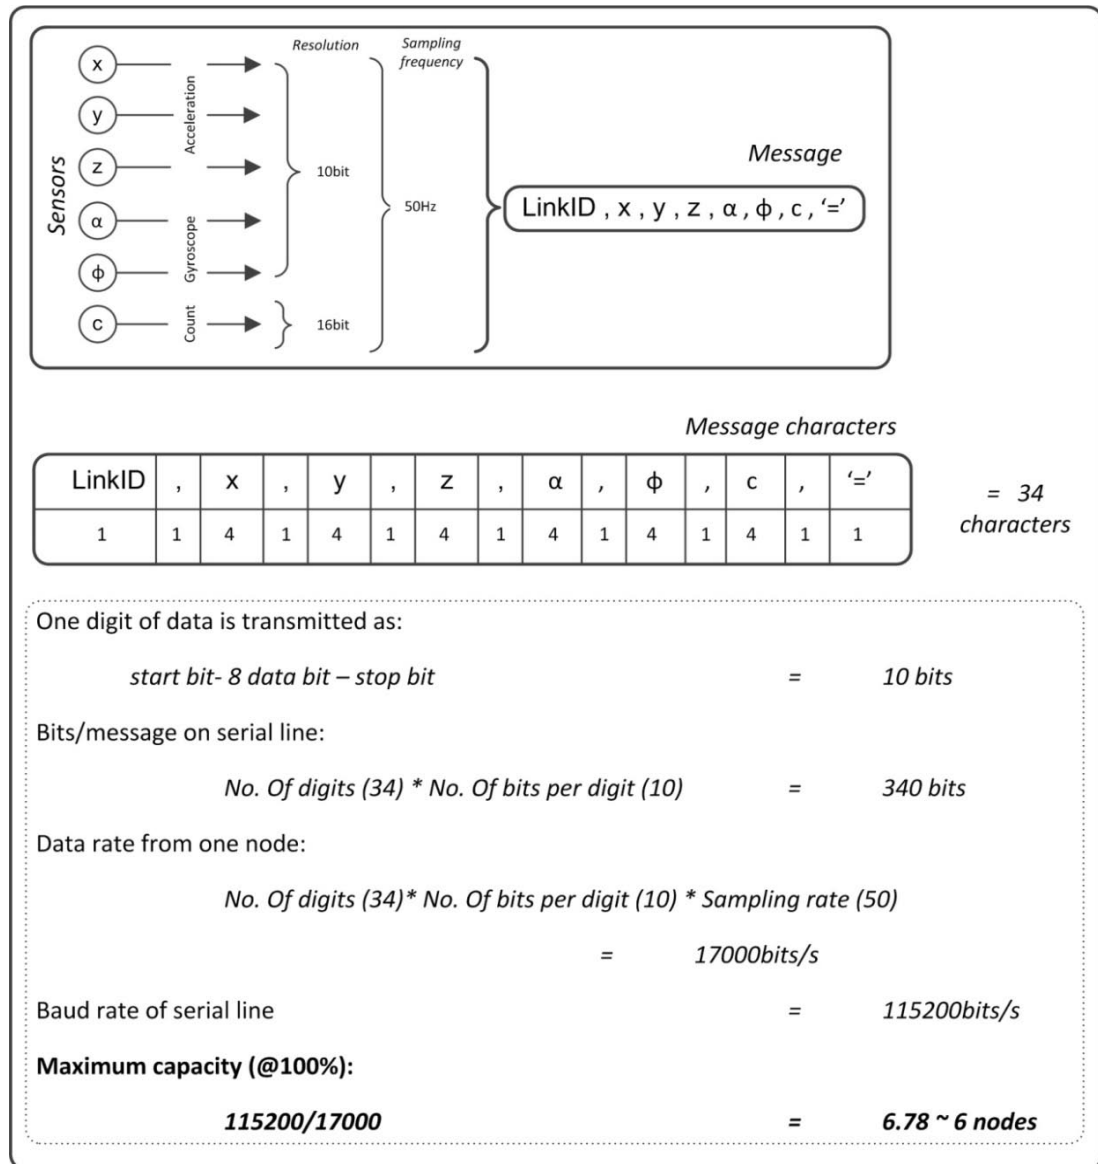 Resolution
Sampling
frequency
Sensors
x
y
z
α
ϕ
c
Acceleration
Gyroscope
Count
10bit
16bit
50Hz
Message
LinkID , x , y , z , α , ϕ , c , ‘=’
Message characters
LinkID , x , y , z , α , ϕ , c , ‘=’
1 1 4 1 4 1 4 1 4 1 4 1 4 1 1
= 34
characters
One digit of data is transmitted as:
start bit- 8 data bit – stop bit = 10 bits
Bits/message on serial line:
No. Of digits (34) * No. Of bits per digit (10) = 340 bits
Data rate from one node:
No. Of digits (34)* No. Of bits per digit (10) * Sampling rate (50)
= 17000bits/s
Baud rate of serial line = 115200bits/s
Maximum capacity (@100%):
115200/17000 = 6.78 ~ 6 nodes